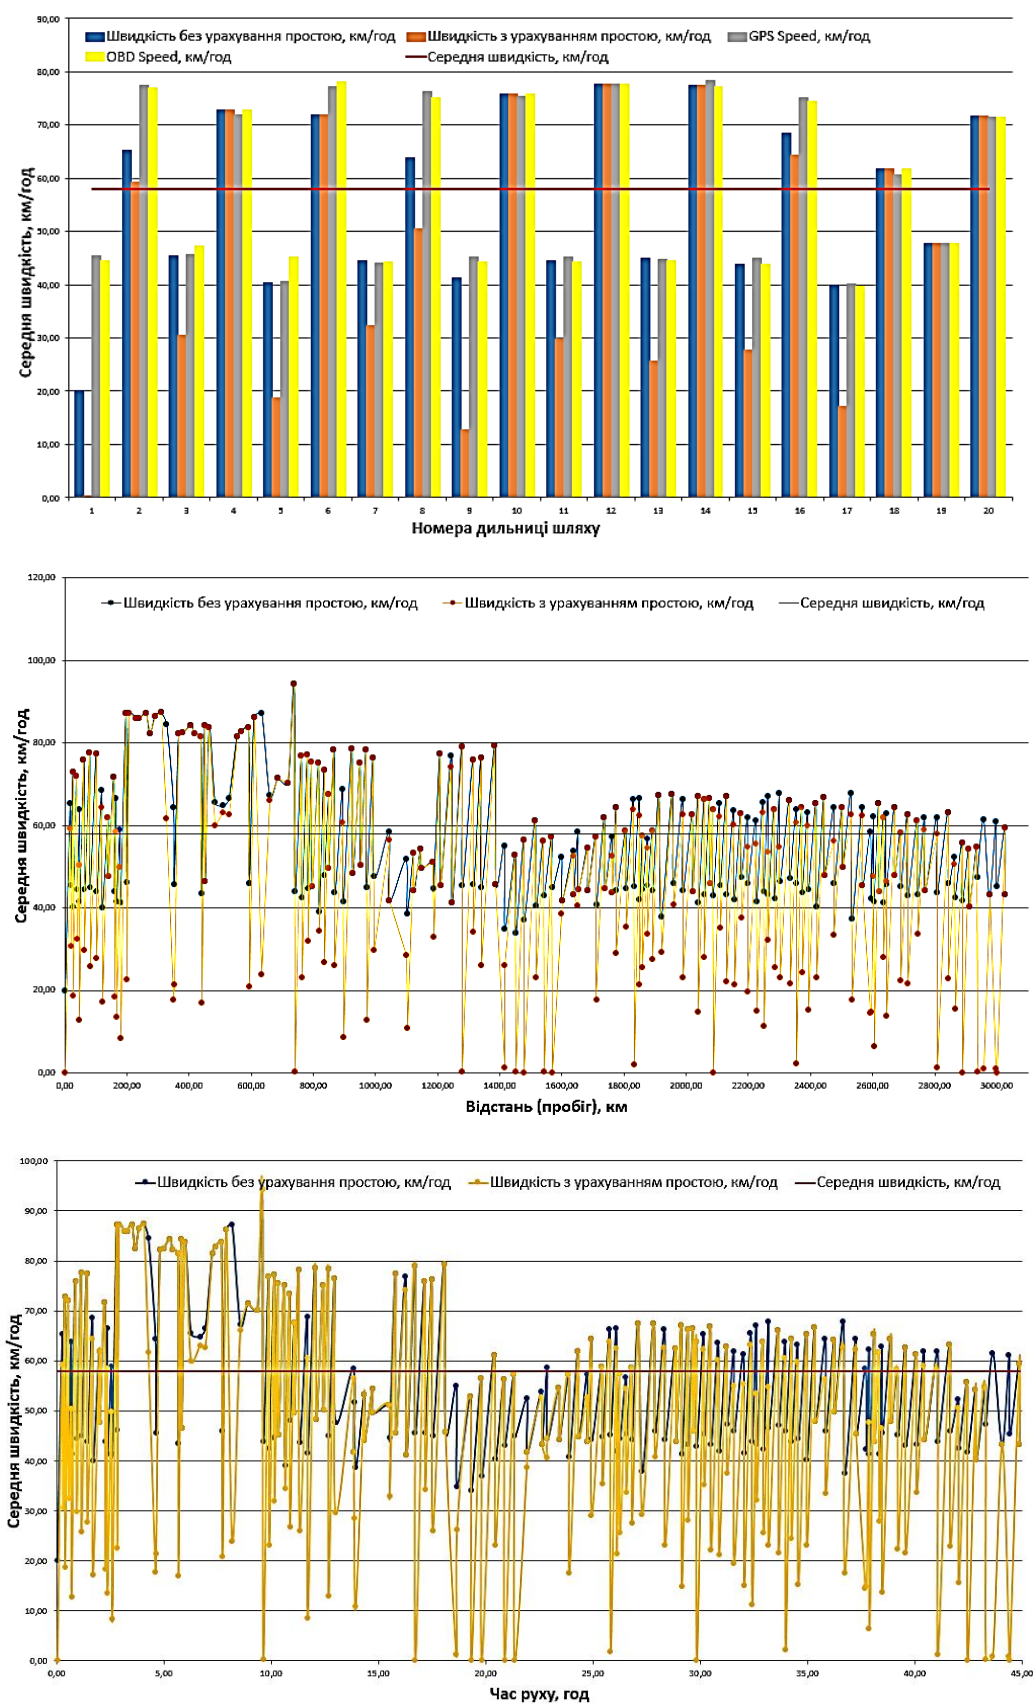 90,00
80,00
70,00
60,00
50,00
40,00
30,00
20,00
10,00
0,00
Швидкість без урахування простою, км/год
Швидкість з урахуванням простою, км/год
GPS Speed, км/год
OBD Speed, км/год
Середня швидкість, км/год
Середня швидкість, км/год
1 2 3 4 5 6 7 8 9 10 11 12 13 14 15 16 17 18 19 20
Номера дильниці шляху
120,00
100,00
80,00
60,00
40,00
20,00
0,00
Швидкість без урахування простою, км/год
Швидкість з урахуванням простою, км/год
Середня швидкість, км/год
Середня швидкість, км/год
0,00 200,00 400,00 600,00 800,00 1000,00 1200,00 1400,00 1600,00 1800,00 2000,00 2200,00 2400,00 2600,00 2800,00 3000,00
Відстань (пробіг), км
100,00
90,00
80,00
70,00
60,00
50,00
40,00
30,00
20,00
10,00
0,00
Швидкість без урахування простою, км/год
Швидкість з урахуванням простою, км/год
Середня швидкість, км/год
Середня швидкість, км/год
0,00 5,00 10,00 15,00 20,00 25,00 30,00 35,00 40,00 45,00
Час руху, год